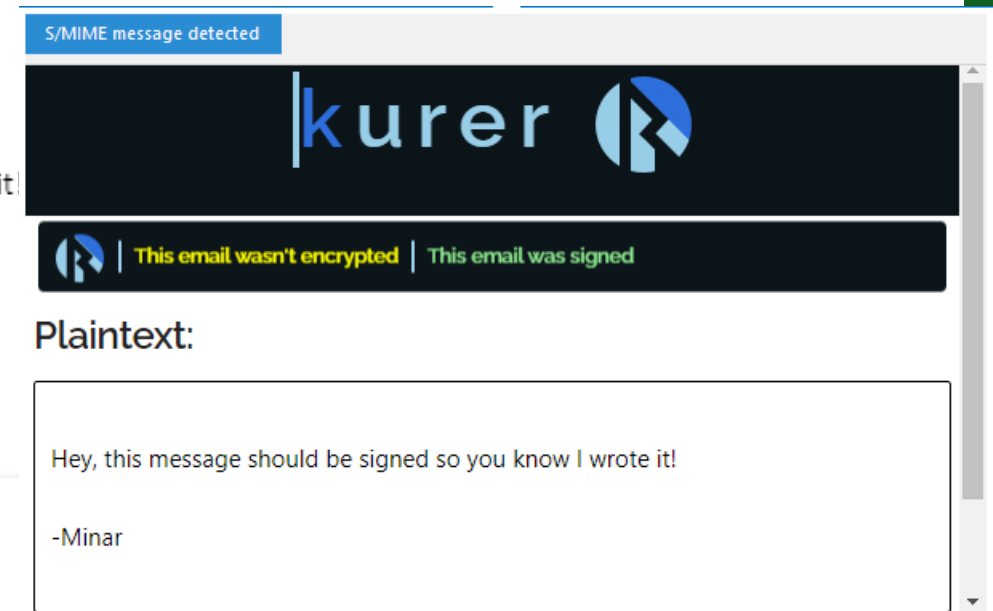 S/MIME message detected
kurer
it!
This email wasn't encrypted | This email was signed
Plaintext:
Hey, this message should be signed so you know I wrote it!
-Minar